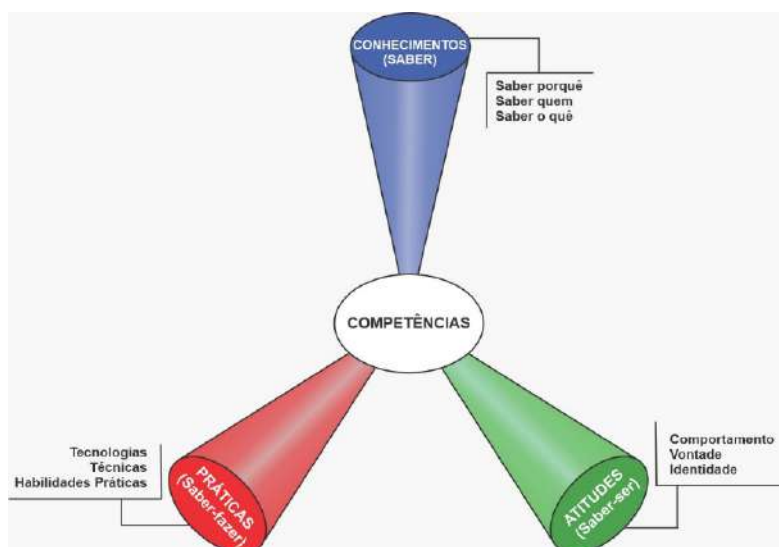 CONHECIMENTOS
(SABER)
Saber porquê
Saber quem
Saber o quê
COMPETÊNCIAS
Tecnologias
Técnicas
Habilidades Práticas
PRÁTICAS
(Saber-fazer)
Comportamento
Vontade
Identidade
ATITUDES
(Saber-ser)